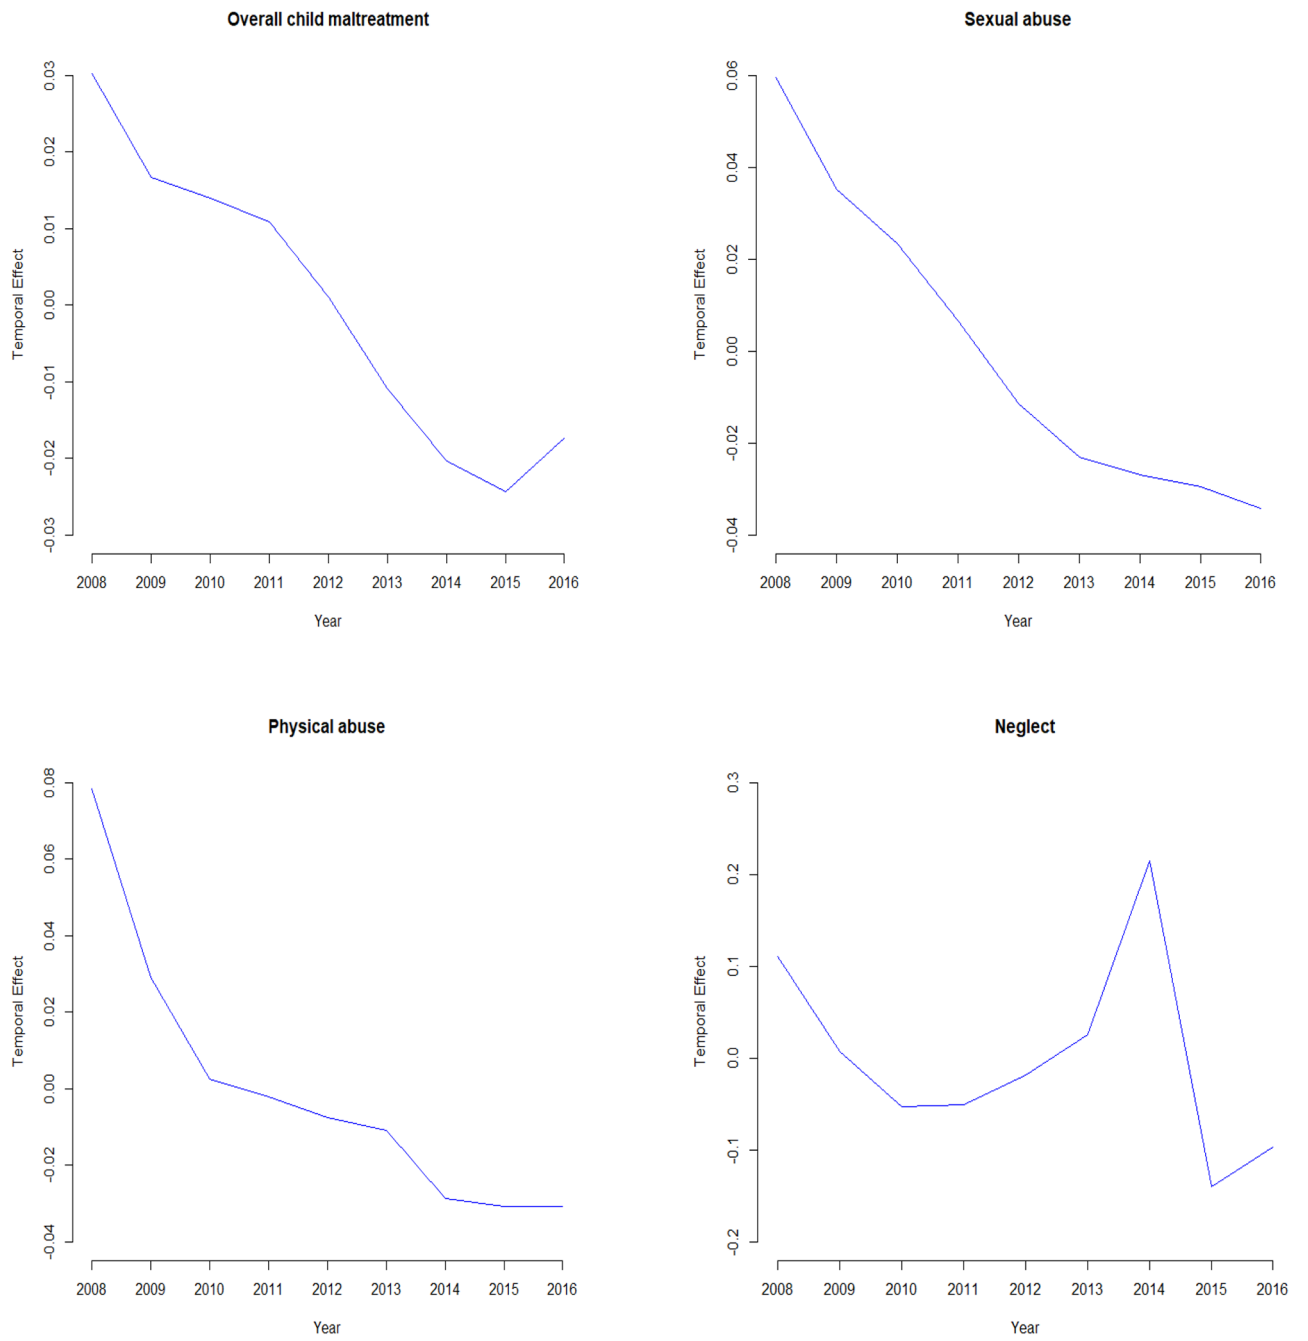 Overall child maltreatment
Temporal Effect
0.03
0.02
0.01
0.00
-0.01
-0.02
-0.03
2008 2009 2010 2011 2012 2013 2014 2015 2016
Year
Sexual abuse
Temporal Effect
0.06
0.04
0.02
0.00
-0.02
-0.04
2008 2009 2010 2011 2012 2013 2014 2015 2016
Year
Physical abuse
Temporal Effect
0.08
0.06
0.04
0.02
0.00
-0.02
-0.04
2008 2009 2010 2011 2012 2013 2014 2015 2016
Year
Neglect
Temporal Effect
0.3
0.2
0.1
0.0
-0.1
-0.2
2008 2009 2010 2011 2012 2013 2014 2015 2016
Year